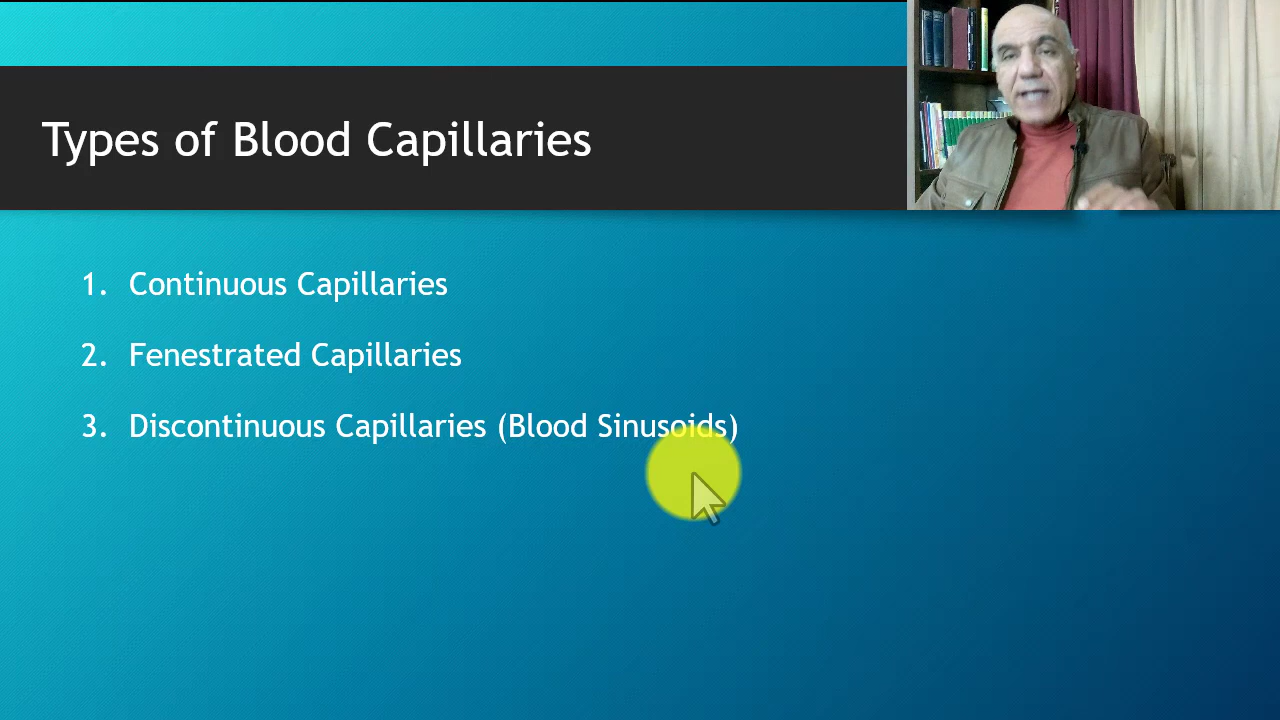 Types of Blood Capillaries
1. Continuous Capillaries
2. Fenestrated Capillaries
3. Discontinuous Capillaries (Blood Sinusoids)